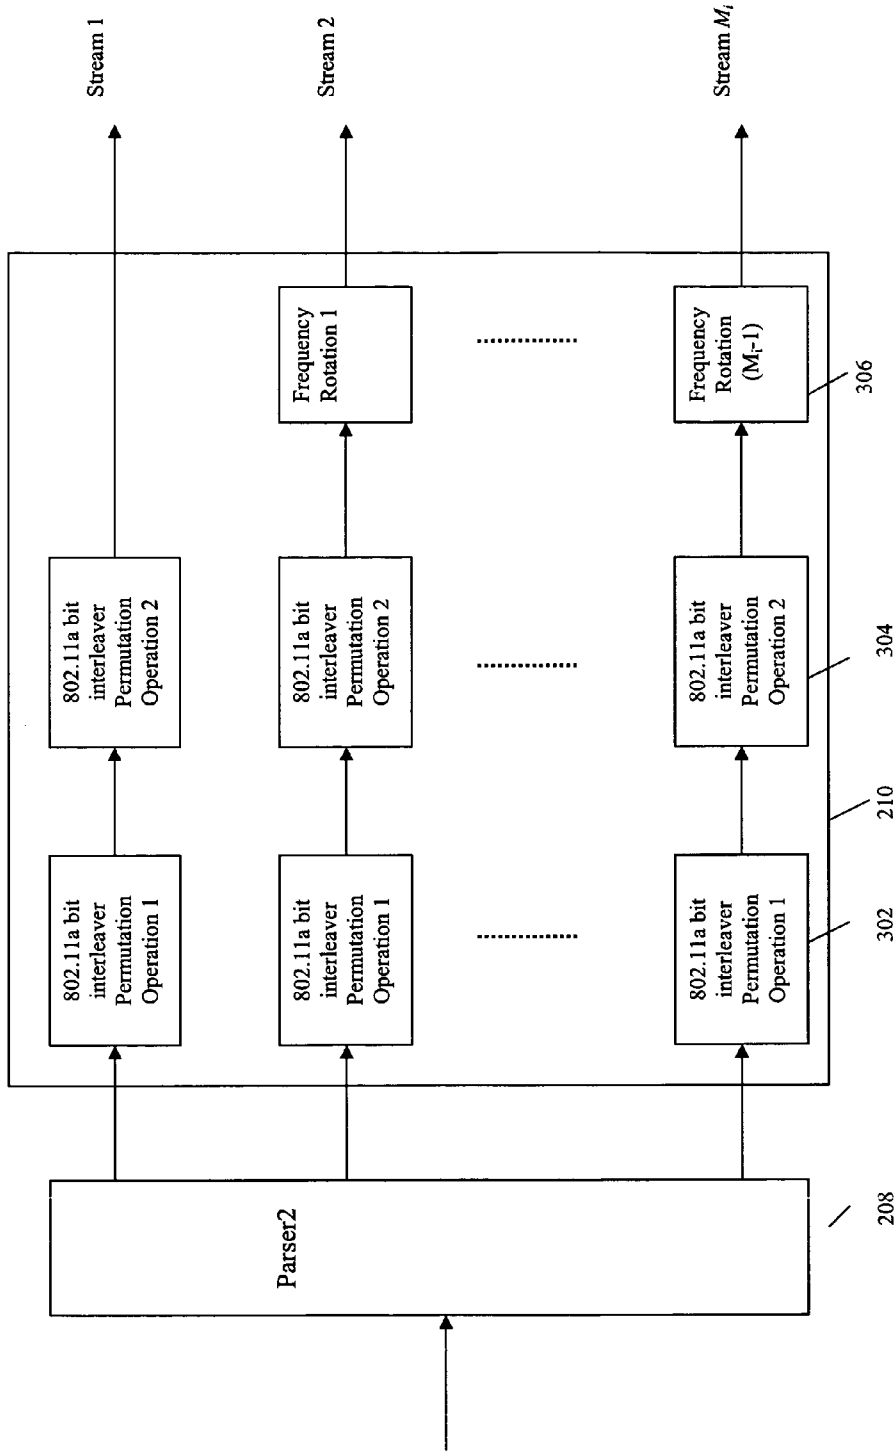 Parser2
208
802.11a bit
interleaver
Permutation
Operation 1
802.11a bit
interleaver
Permutation
Operation 2
Stream 1
802.11a bit
interleaver
Permutation
Operation 1
802.11a bit
interleaver
Permutation
Operation 2
Frequency
Rotation 1
Stream 2
802.11a bit
interleaver
Permutation
Operation 1
802.11a bit
interleaver
Permutation
Operation 2
Frequency
Rotation
(Mi-1)
Stream Mi
302
210
304
306